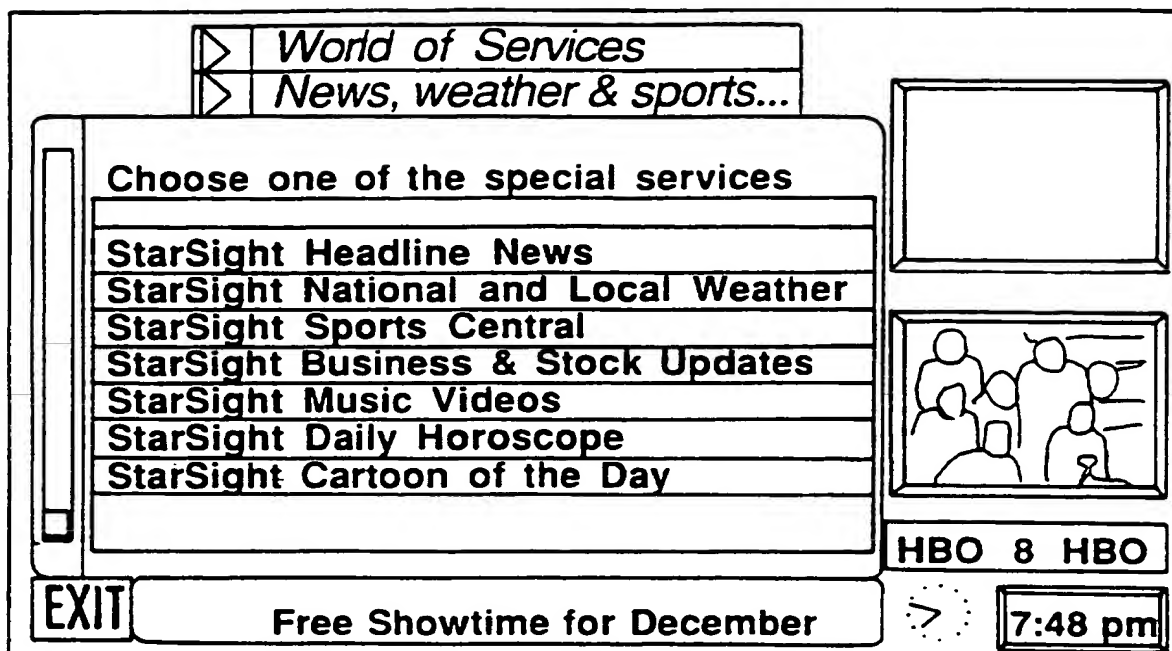 World of Services
News, weather & sports...
Choose one of the special services
StarSight Headline News
StarSight National and Local Weather
StarSight Sports Central
StarSight Business & Stock Updates
StarSight Music Videos
StarSight Daily Horoscope
StarSight Cartoon of the Day
HBO 8 HBO
EXIT
Free Showtime for December
7:48 pm